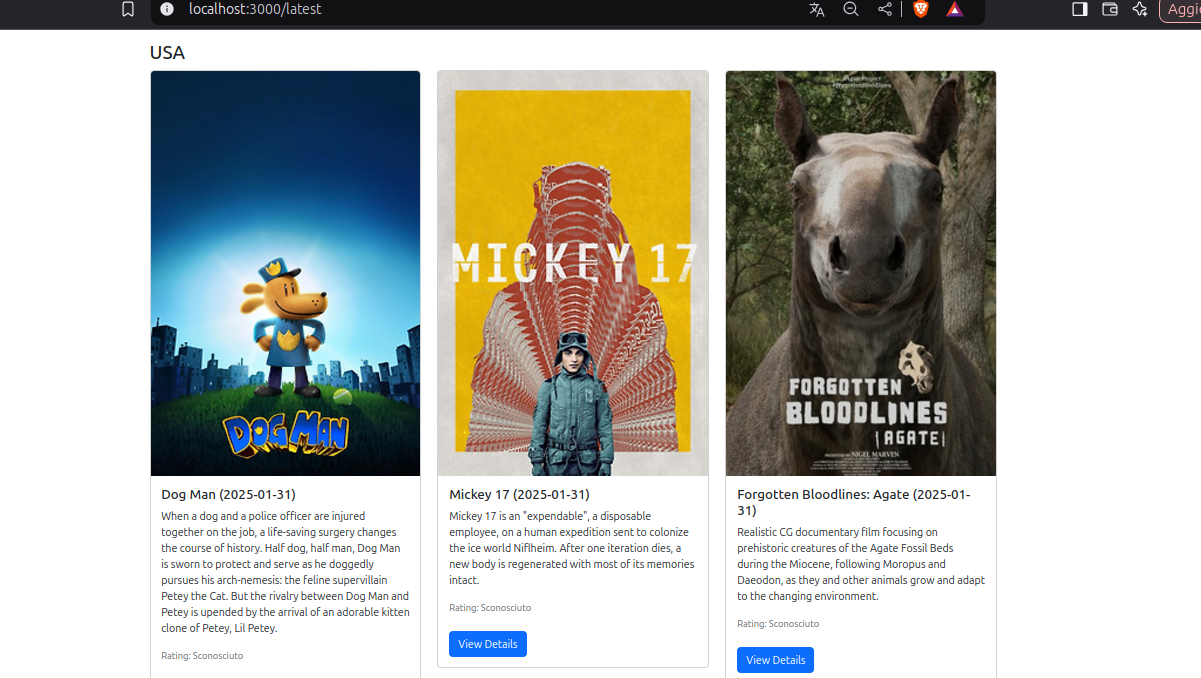 localhost:3000/latest
Aggio
USA
DOG MAN
MICKEY 17
#ForgottenBloodlines
FORGOTTEN
BLOODLINES
|AGATE|
PRESENTED BY NIGEL MARVEN
Dog Man (2025-01-31)
When a dog and a police officer are injured
together on the job, a life-saving surgery changes
the course of history. Half dog, half man, Dog Man
is sworn to protect and serve as he doggedly
pursues his arch-nemesis: the feline supervillain
Petey the Cat. But the rivalry between Dog Man and
Petey is upended by the arrival of an adorable kitten
clone of Petey, Lil Petey.
Rating: Sconosciuto
Mickey 17 (2025-01-31)
Mickey 17 is an "expendable", a disposable
employee, on a human expedition sent to colonize
the ice world Niflheim. After one iteration dies, a
new body is regenerated with most of its memories
intact.
Rating: Sconosciuto
View Details
Forgotten Bloodlines: Agate (2025-01-
31)
Realistic CG documentary film focusing on
prehistoric creatures of the Agate Fossil Beds
during the Miocene, following Moropus and
Daeodon, as they and other animals grow and adapt
to the changing environment.
Rating: Sconosciuto
View Details